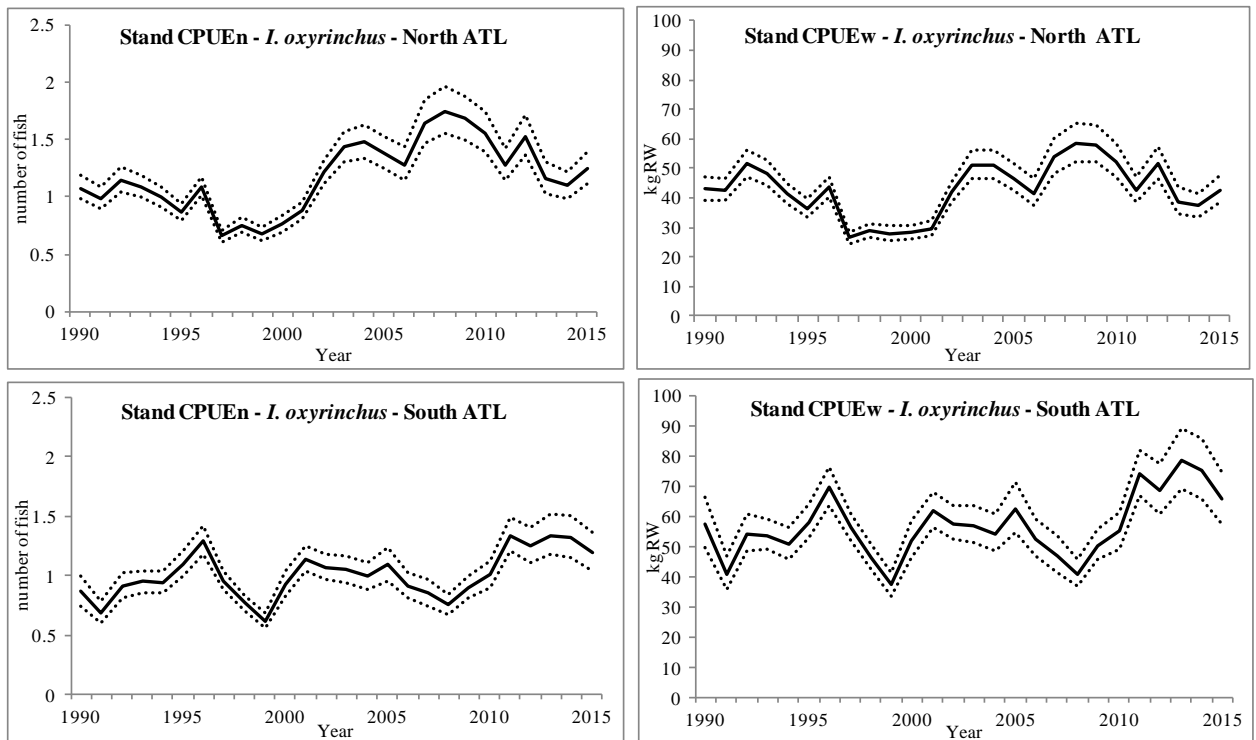 Stand CPUEn - I. oxyrinchus - North ATL
number of fish
2.5
2
1.5
1
0.5
0
1990 1995 2000 2005 2010 2015
Year
Stand CPUEw - I. oxyrinchus - North ATL
kgRW
100
90
80
70
60
50
40
30
20
10
0
1990 1995 2000 2005 2010 2015
Year
Stand CPUEn - I. oxyrinchus - South ATL
number of fish
2.5
2
1.5
1
0.5
0
1990 1995 2000 2005 2010 2015
Year
Stand CPUEw - I. oxyrinchus - South ATL
kgRW
100
90
80
70
60
50
40
30
20
10
0
1990 1995 2000 2005 2010 2015
Year